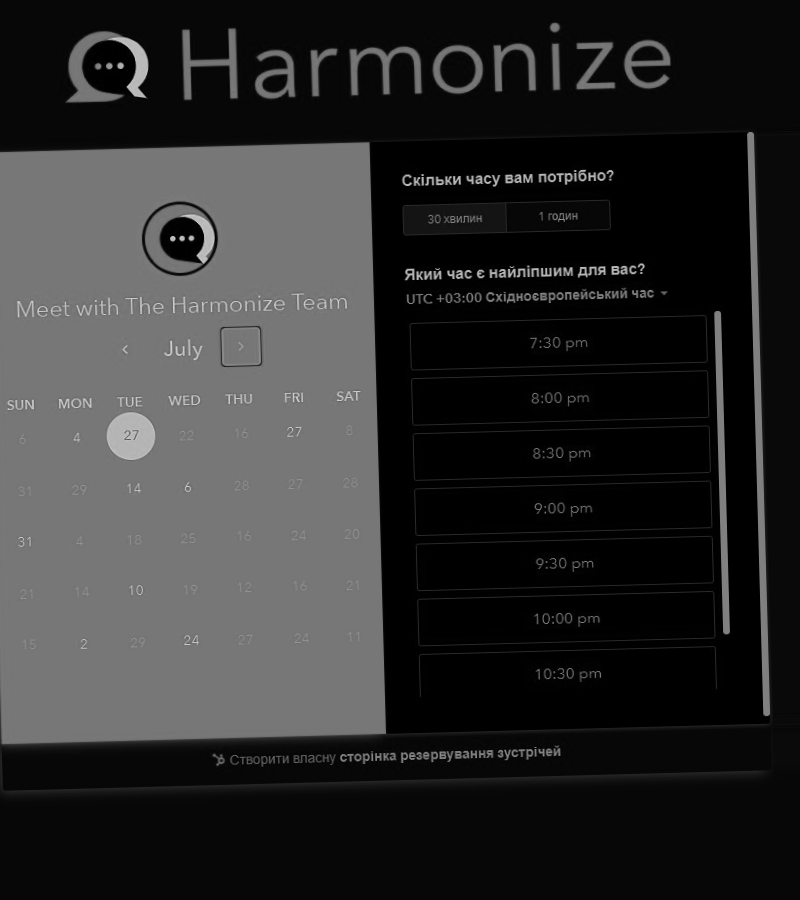 Harmonize
Meet with The Harmonize Team
July
SUN MON TUE WED THU FRI SAT
6 4 27 22 16 27 8
31 29 14 6 28 27 28
31 4 18 25 16 24 20
21 14 10 19 12 16 21
15 2 29 24 27 24 11
Скільки часу вам потрібно?
30 хвилин 1 годин
Який час є найліпшим для вас?
UTC +03:00 Східноєвропейський час
7:30 pm
8:00 pm
8:30 pm
9:00 pm
9:30 pm
10:00 pm
10:30 pm
Створити власну сторінка резервування зустрічей